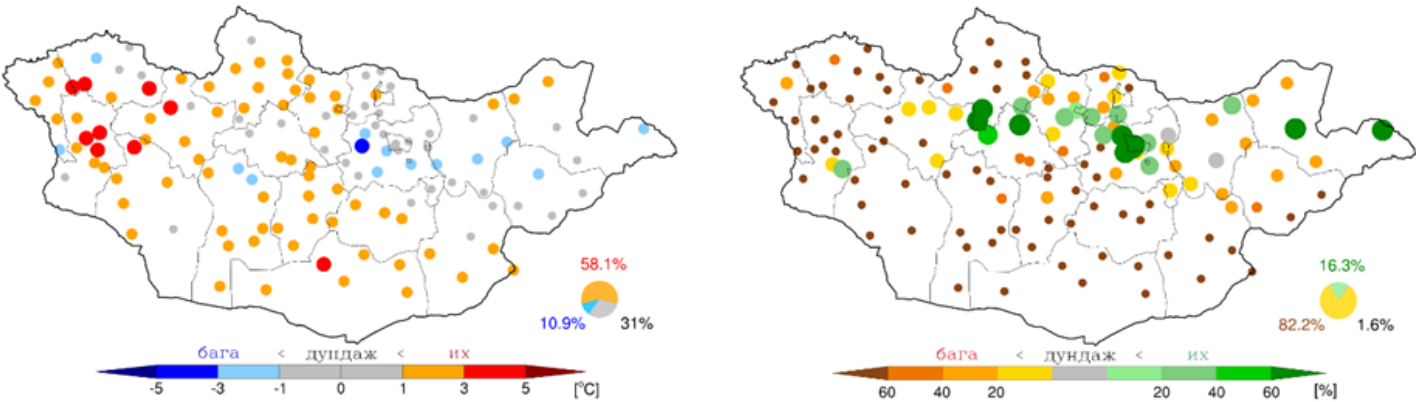 58.1%
10.9% 31%
бага < дундаж < их
-5 -3 -1 0 1 3 5 [°C]
16.3%
82.2% 1.6%
бага < дундаж < их
60 40 20 20 40 60 [%]